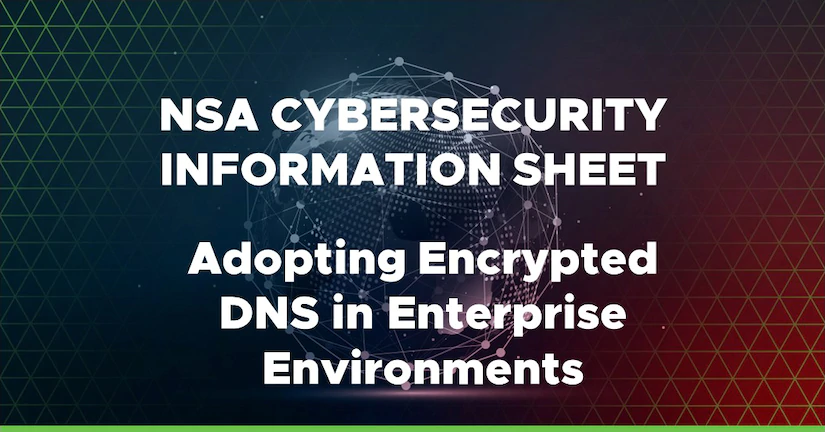 NSA CYBERSECURITY
INFORMATION SHEET
Adopting Encrypted
DNS in Enterprise
Environments